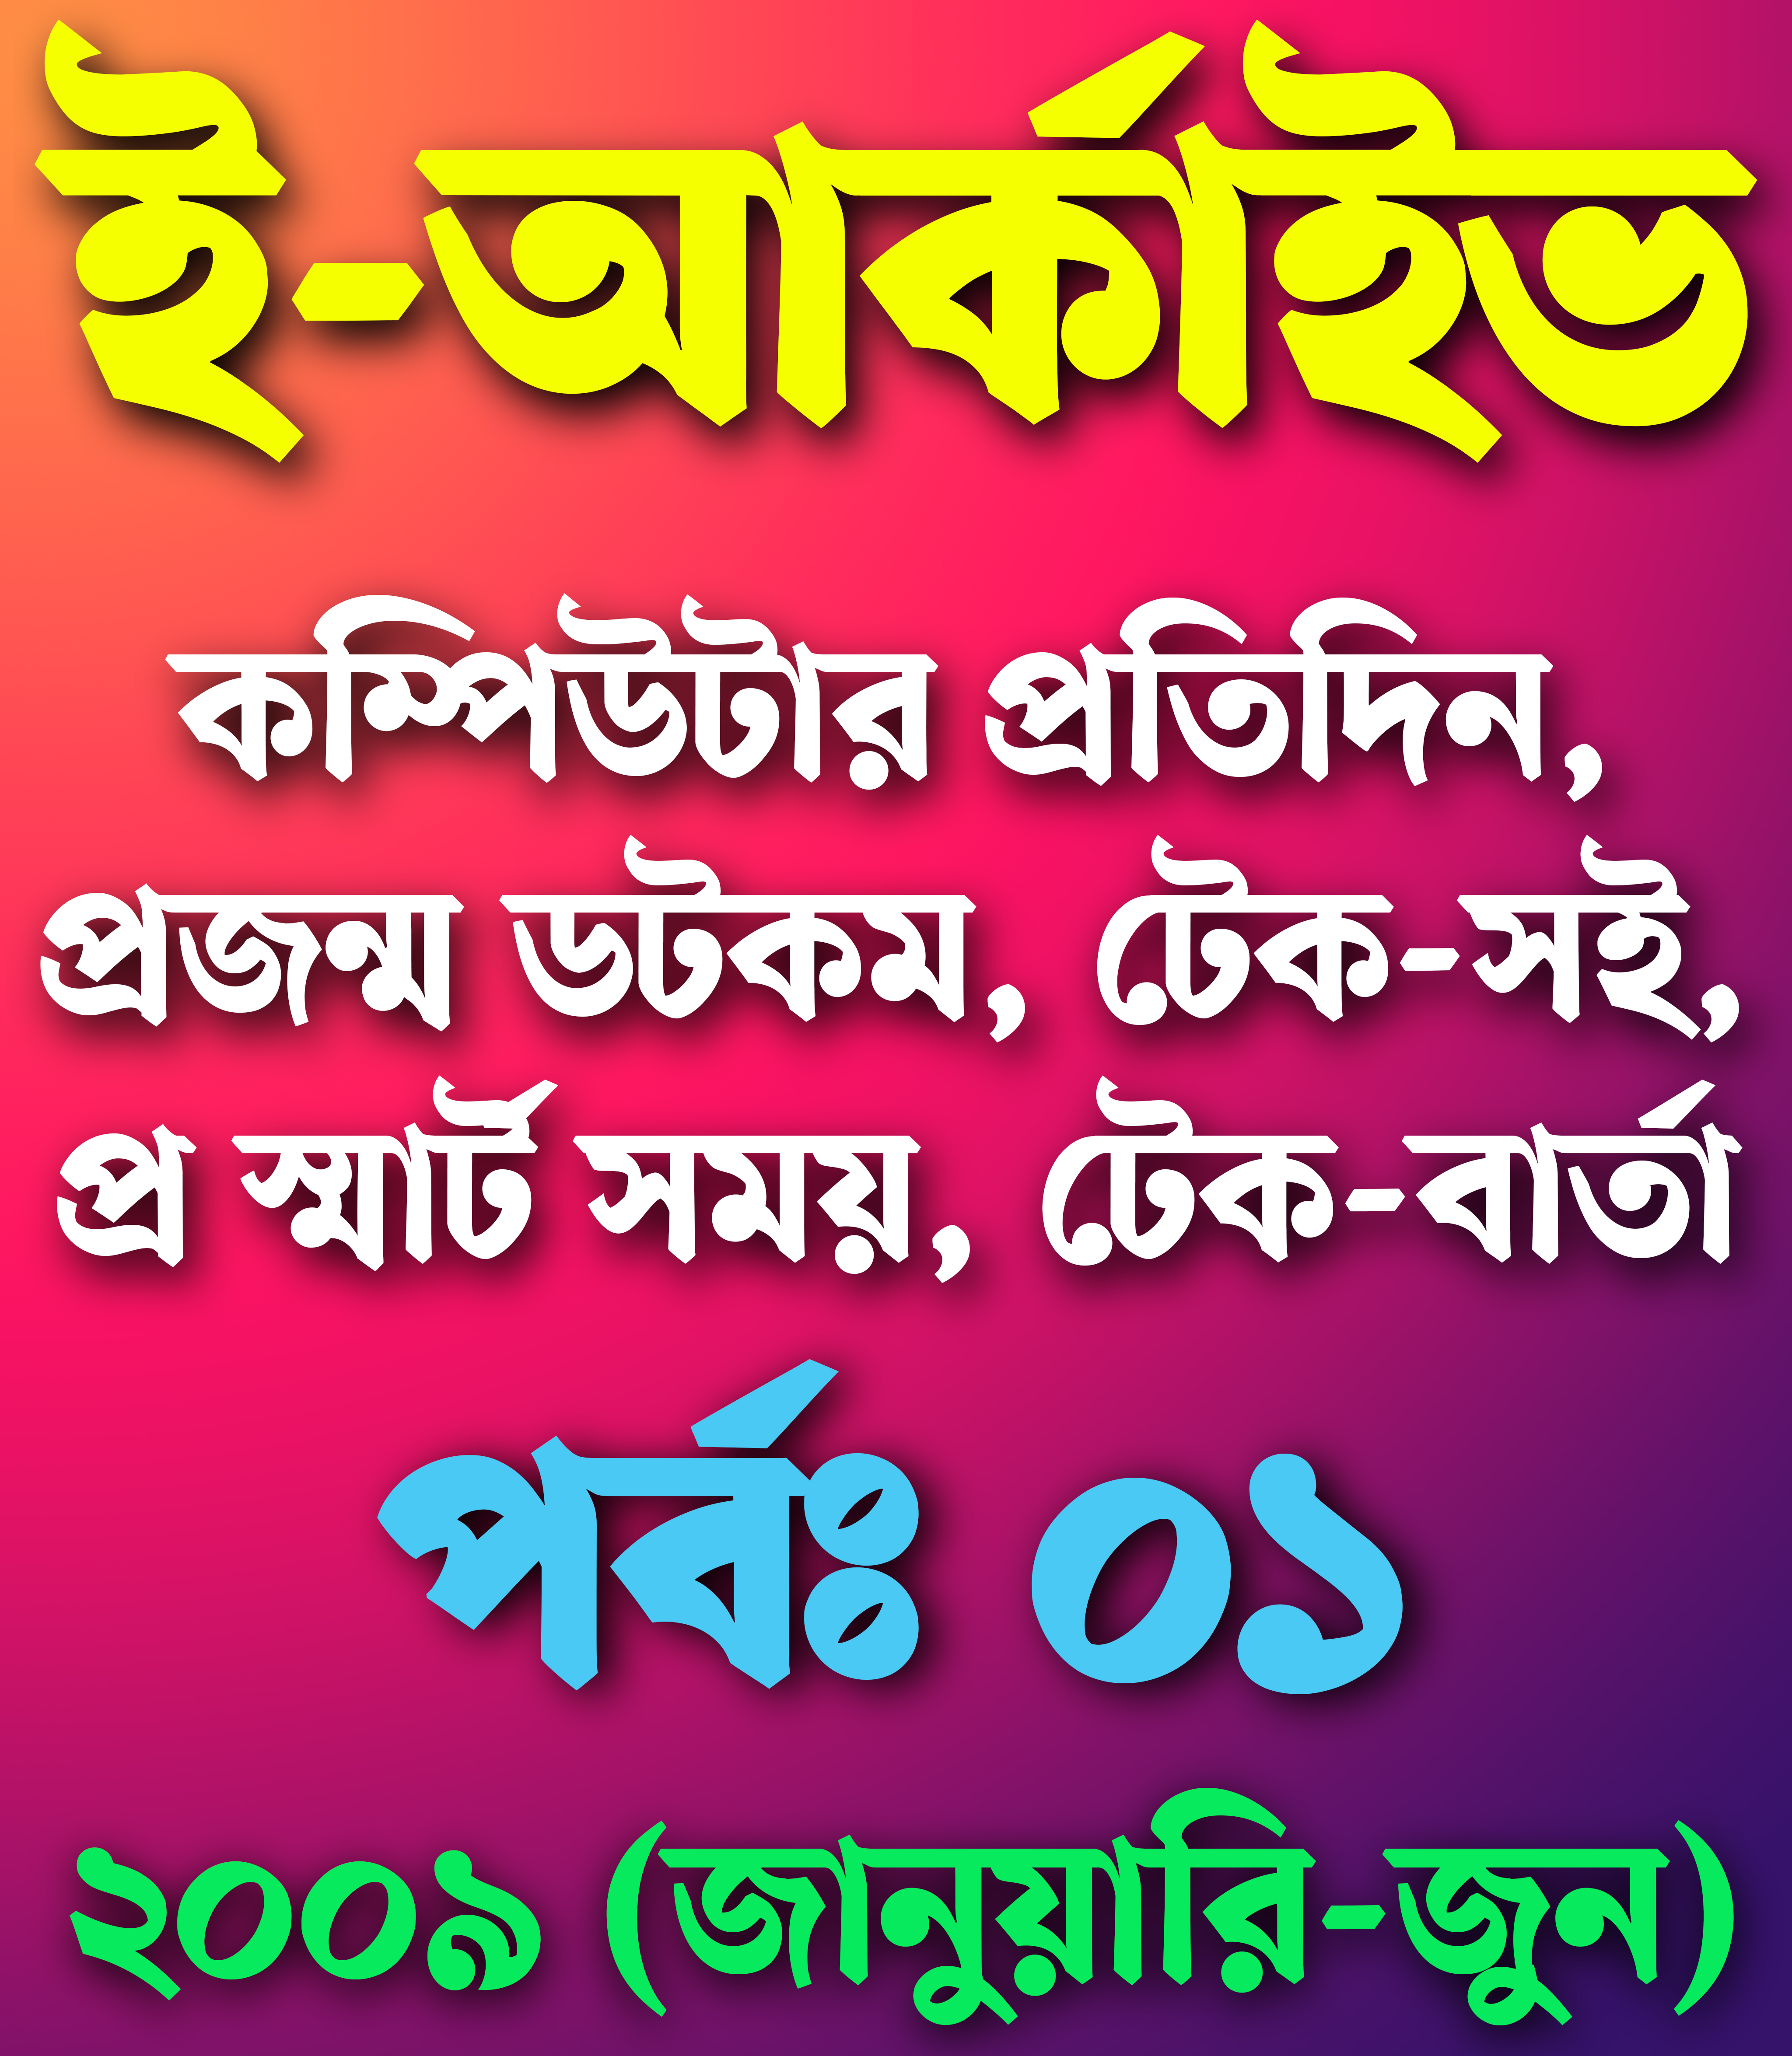 ই-আর্কাইভ
কম্পিউটার প্রতিদিন,
প্রজন্ম ডটকম, টেক-সই,
প্র স্মার্ট সময়, টেক-বার্তা
পর্বঃ ০১
২০০৯ (জানুয়ারি-জুন)